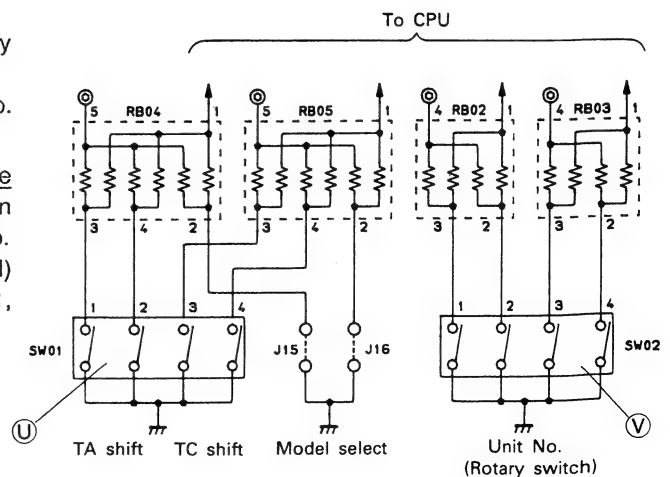 To CPU
y
o.
e
n
o.
l)
,
5 RB04 1
5 RB05 1
4 RB02 1
4 RB03 1
3 4 2
3 4 2
3 2
3 2
1 2 3 4
1 2 3 4
SW01
J15 J16
SW02
U
V
TA shift TC shift Model select
Unit No.
(Rotary switch)